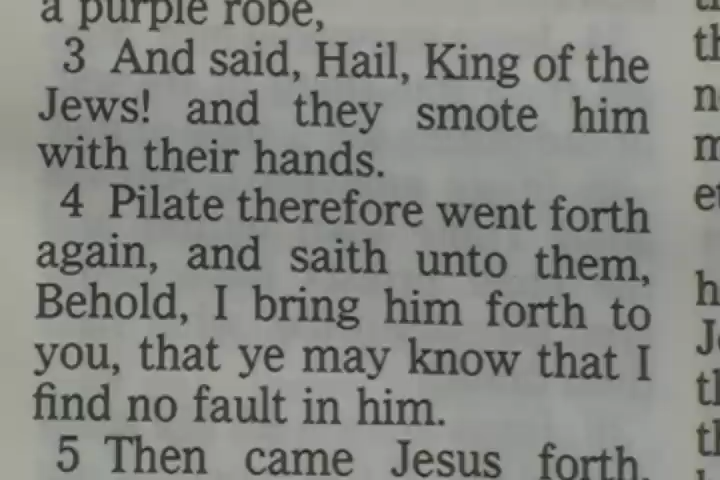 a purple robe,
3 And said, Hail, King of the
Jews! and they smote him
with their hands.
4 Pilate therefore went forth
again, and saith unto them,
Behold, I bring him forth to
you, that ye may know that I
find no fault in him.
5 Then came Jesus forth,